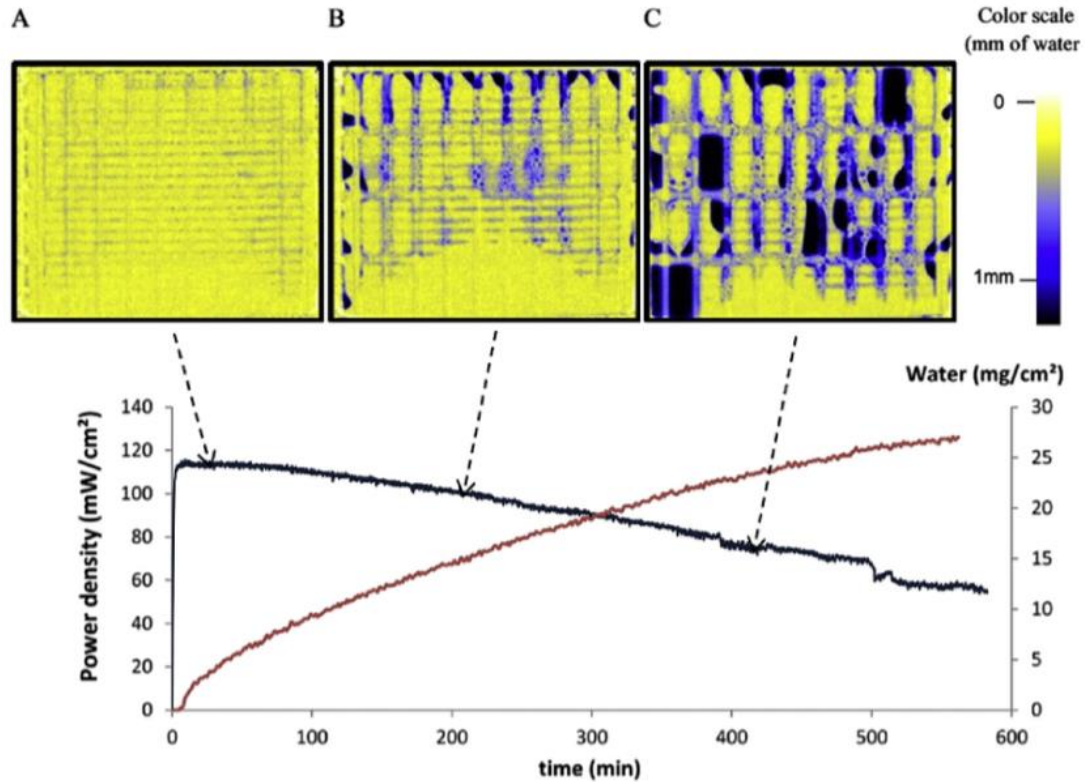 A
B
C
Color scale
(mm of water
0
1mm
Water (mg/cm²)
Power density (mW/cm²)
140
120
100
80
60
40
20
0
30
25
20
15
10
5
0
0
100
200
300
400
500
600
time (min)